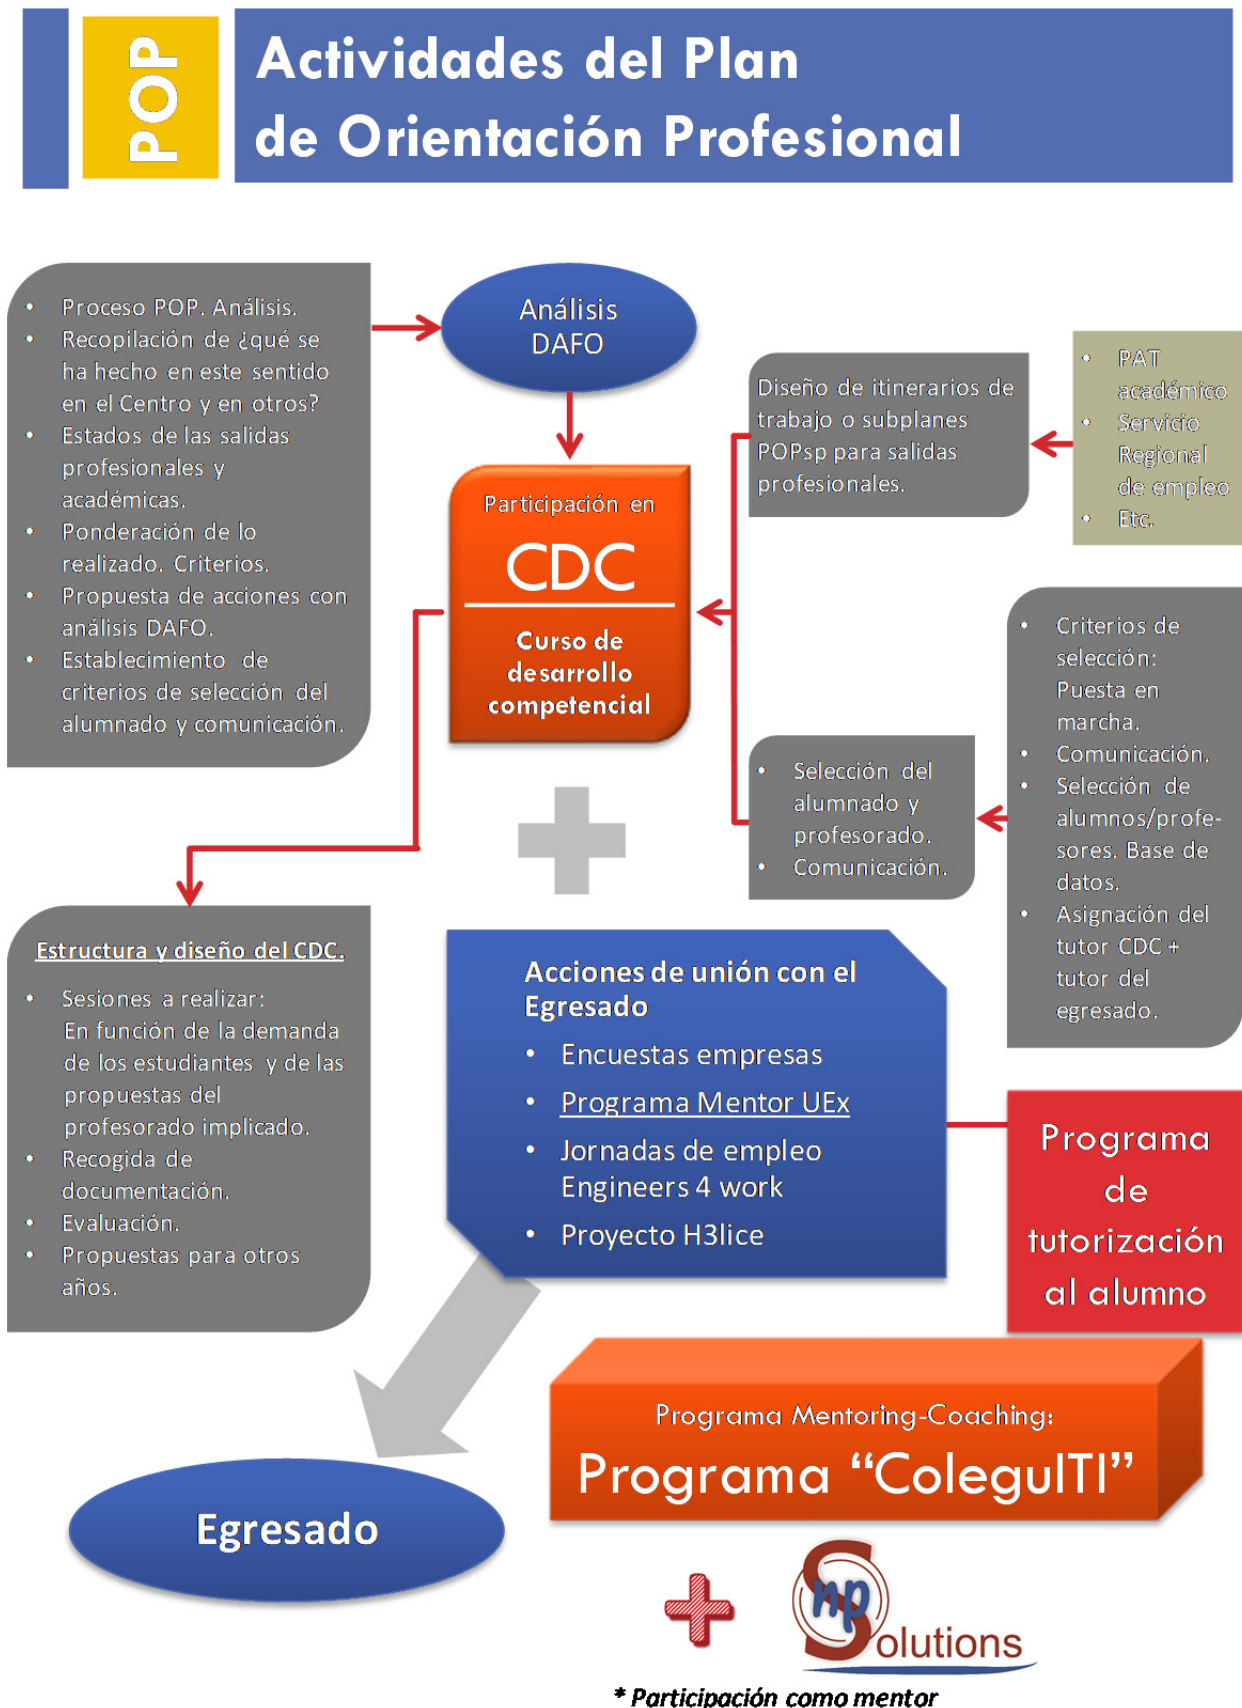 POP
Actividades del Plan
de Orientación Profesional
• Proceso POP. Análisis.
• Recopilación de ¿qué se
ha hecho en este sentido
en el Centro y en otros?
• Estados de las salidas
profesionales y
académicas.
• Ponderación de lo
realizado. Criterios.
• Propuesta de acciones con
análisis DAFO.
• Establecimiento de
criterios de selección del
alumnado y comunicación.
Análisis
DAFO
Participación en
CDC
Curso de
desarrollo
competencial
Diseño de itinerarios de
trabajo o subplanes
POPsp para salidas
profesionales.
• PAT
académico
• Servicio
Regional
de empleo
• Etc.
• Criterios de
selección:
Puesta en
marcha.
• Comunicación.
• Selección de
alumnos/profe-
sores. Base de
datos.
• Asignación del
tutor CDC +
tutor del
egresado.
• Selección del
alumnado y
profesorado.
• Comunicación.
Estructura y diseño del CDC.
• Sesiones a realizar:
En función de la demanda
de los estudiantes y de las
propuestas del
profesorado implicado.
• Recogida de
documentación.
• Evaluación.
• Propuestas para otros
años.
Acciones de unión con el
Egresado
• Encuestas empresas
• Programa Mentor UEx
• Jornadas de empleo
Engineers 4 work
• Proyecto H3lice
Programa
de
tutorización
al alumno
Programa Mentoring-Coaching:
Programa “ColeguITI”
Egresado
Snp
Solutions
* Participación como mentor